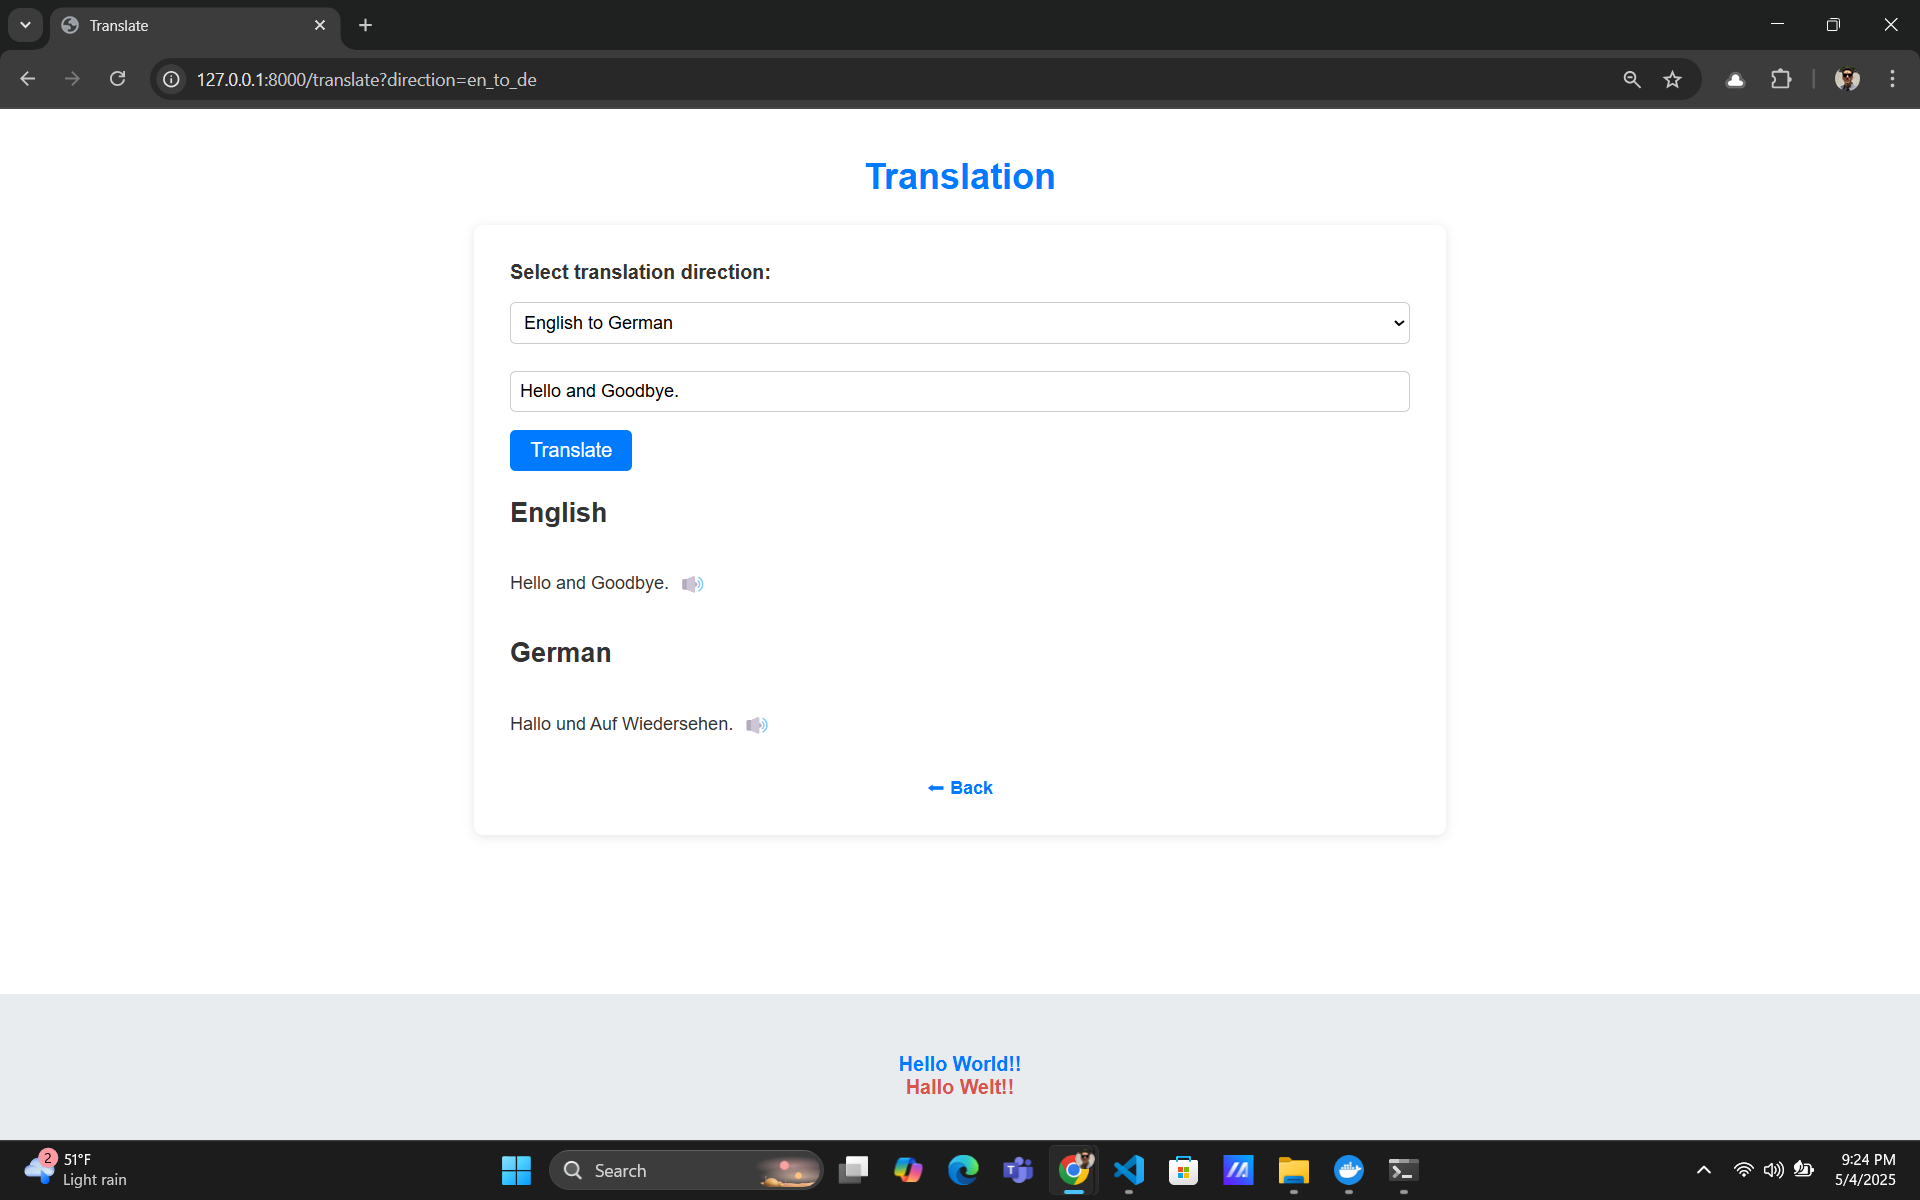 Translate
127.0.0.1:8000/translate?direction=en_to_de
Translation
Select translation direction:
English to German
Hello and Goodbye.
Translate
English
Hello and Goodbye.
German
Hallo und Auf Wiedersehen.
Back
Hello World!!
Hallo Welt!!
2
51°F
Light rain
Search
9:24 PM
5/4/2025